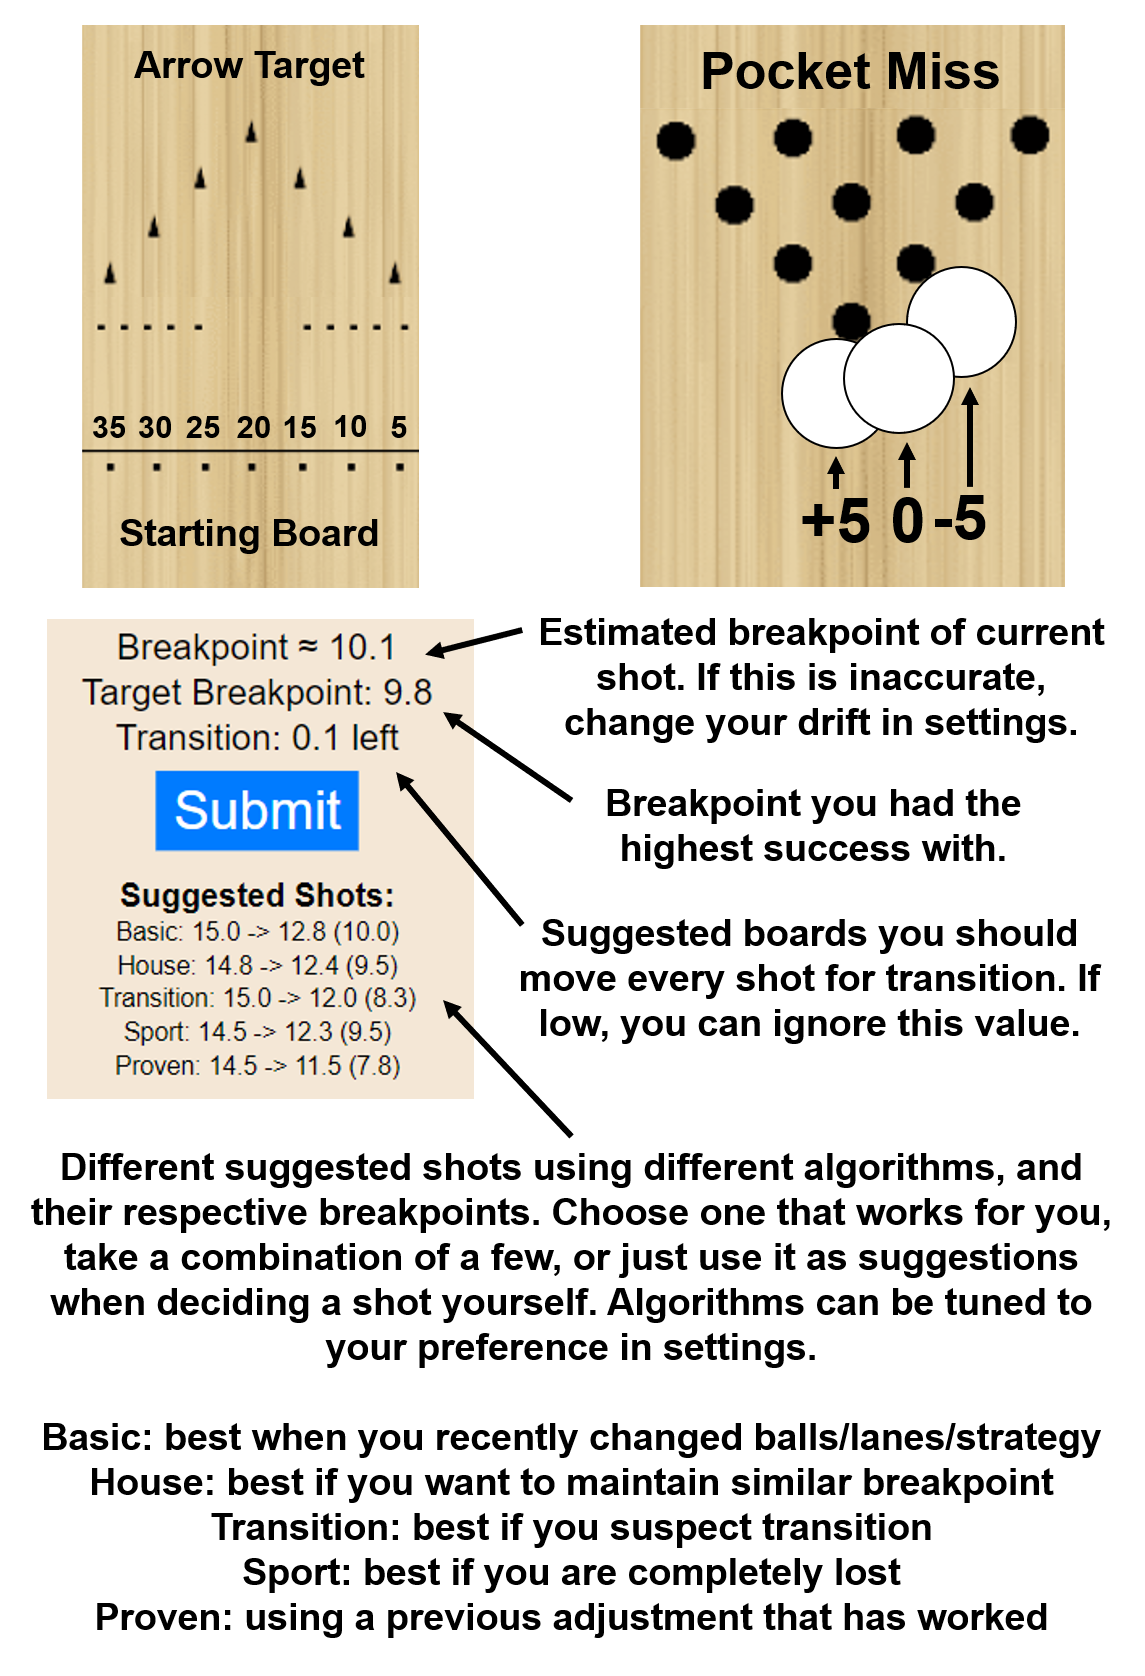 Arrow Target
35 30 25 20 15 10 5
Starting Board
Pocket Miss
+5 0 -5
Breakpoint ≈ 10.1
Target Breakpoint: 9.8
Transition: 0.1 left
Submit
Suggested Shots:
Basic: 15.0 -> 12.8 (10.0)
House: 14.8 -> 12.4 (9.5)
Transition: 15.0 -> 12.0 (8.3)
Sport: 14.5 -> 12.3 (9.5)
Proven: 14.5 -> 11.5 (7.8)
Estimated breakpoint of current
shot. If this is inaccurate,
change your drift in settings.
Breakpoint you had the
highest success with.
Suggested boards you should
move every shot for transition. If
low, you can ignore this value.
Different suggested shots using different algorithms, and
their respective breakpoints. Choose one that works for you,
take a combination of a few, or just use it as suggestions
when deciding a shot yourself. Algorithms can be tuned to
your preference in settings.
Basic: best when you recently changed balls/lanes/strategy
House: best if you want to maintain similar breakpoint
Transition: best if you suspect transition
Sport: best if you are completely lost
Proven: using a previous adjustment that has worked